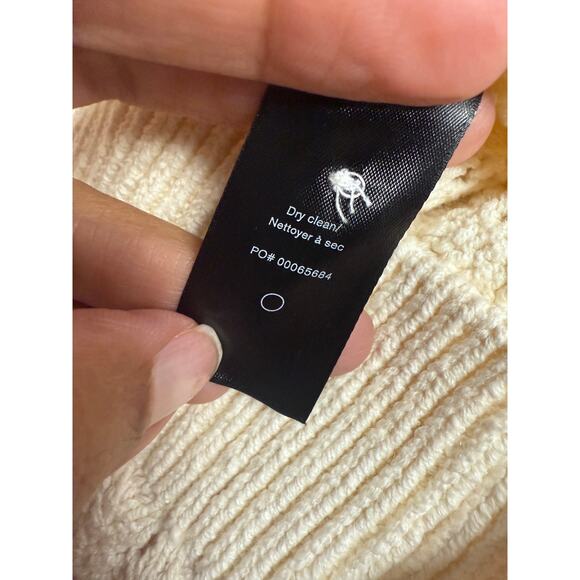 Dry clean/
Nettoyer à sec
PO# 00065684